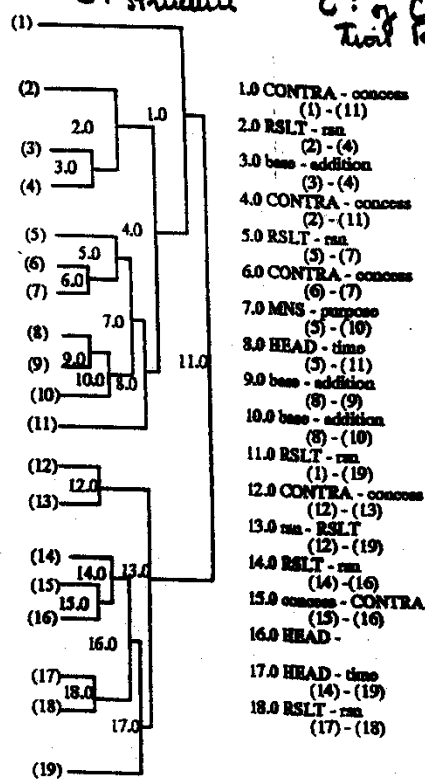 structure
(1)
(2)
1.0
2.0
(3)
3.0
(4)
4.0
(5)
5.0
(6)
6.0
(7)
7.0
(8)
9.0
(9)
10.0
8.0
11.0
(10)
(11)
(12)
12.0
(13)
(14)
14.0
13.0
(15)
15.0
(16)
16.0
(17)
18.0
(18)
17.0
(19)
1.0 CONTRA - concess
(1) - (11)
2.0 RSLT - rsn
(2) - (4)
3.0 base - addition
(3) - (4)
4.0 CONTRA - concess
(2) - (11)
5.0 RSLT - rsn
(5) - (7)
6.0 CONTRA - concess
(6) - (7)
7.0 MNS - purpose
(5) - (10)
8.0 HEAD - time
(5) - (11)
9.0 base - addition
(8) - (9)
10.0 base - addition
(8) - (10)
11.0 RSLT - rsn
(1) - (19)
12.0 CONTRA - concess
(12) - (13)
13.0 rsn - RSLT
(12) - (19)
14.0 RSLT - rsn
(14) - (16)
15.0 concess - CONTRA
(15) - (16)
16.0 HEAD -
17.0 HEAD - time
(14) - (19)
18.0 RSLT - rsn
(17) - (18)